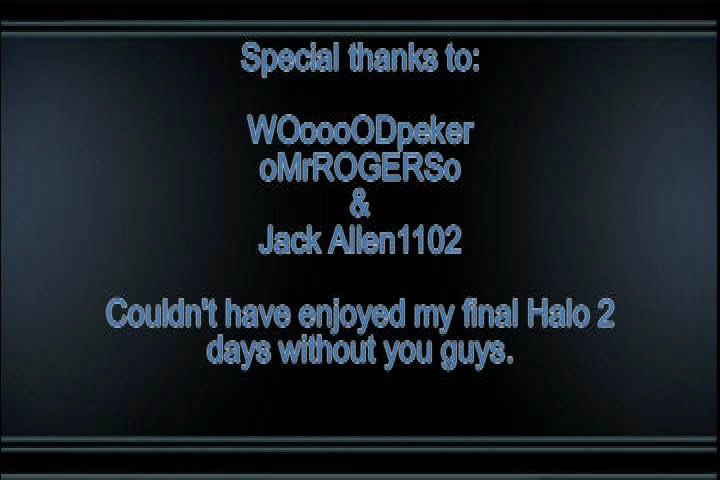 Special thanks to:
WOoooODpeker
oMrROGERSo
&
Jack Allen1102
Couldn't have enjoyed my final Halo 2
days without you guys.